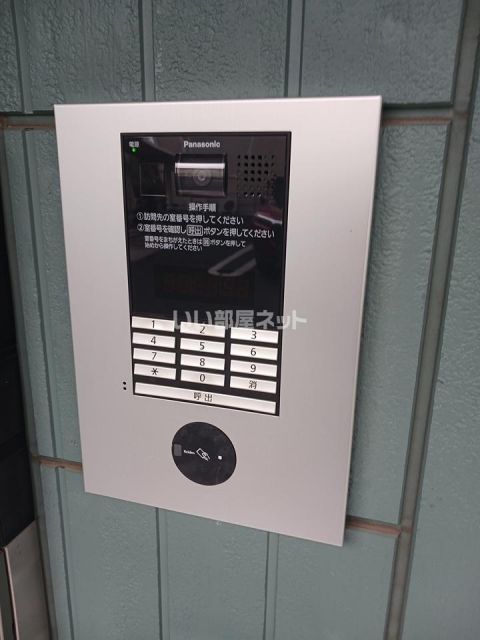 電源 Panasonic
操作手順
①訪問先の室番号を押してください
②室番号を確認し呼出ボタンを押してください
室番号をまちがえたときは消ボタンを押して
始めから操作してください
いい部屋ネット
1 2 3
4 5 6
7 8 9
* 0 消
呼出